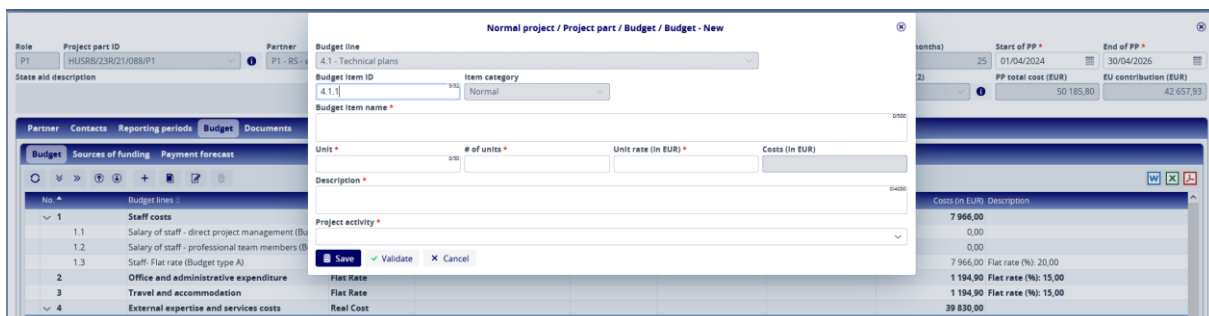 Normal project / Project part / Budget / Budget - New
Role Project part ID Partner
P1 HUSRB/23R/21/088/P1 P1 - RS -
State aid description
Budget line
4.1 - Technical plans
Budget item ID Item category
4.1.1 5/32 Normal
Budget item name *
0/500
Unit * # of units * Unit rate (in EUR) * Costs (in EUR)
0/50
Description *
0/4000
Project activity *
Save Validate Cancel
onths) Start of PP * End of PP *
25 01/04/2024 30/04/2026
2) PP total cost (EUR) EU contribution (EUR)
50 185,80 42 657,93
Partner Contacts Reporting periods Budget Documents
Budget Sources of funding Payment forecast
No. Budget lines Costs (in EUR) Description
1 Staff costs 7 966,00
1.1 Salary of staff - direct project management (Bu 0,00
1.2 Salary of staff - professional team members (B 0,00
1.3 Staff- Flat rate (Budget type A) 7 966,00 Flat rate (%): 20,00
2 Office and administrative expenditure Flat Rate 1 194,90 Flat rate (%): 15,00
3 Travel and accommodation Flat Rate 1 194,90 Flat rate (%): 15,00
4 External expertise and services costs Real Cost 39 830,00